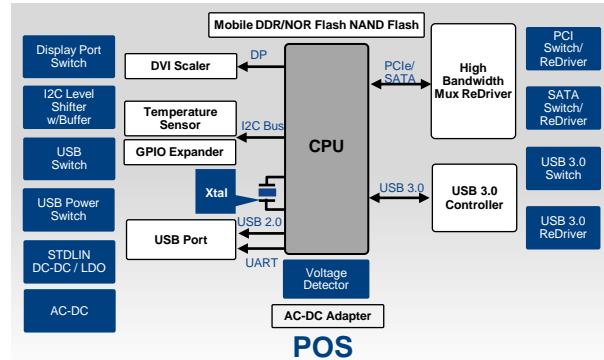 Mobile DDR/NOR Flash NAND Flash
Display Port
Switch
I2C Level
Shifter
w/Buffer
USB
Switch
USB Power
Switch
STDLIN
DC-DC / LDO
AC-DC
DVI Scaler
DP
Temperature
Sensor
I2C Bus
GPIO Expander
Xtal
USB 2.0
USB Port
UART
CPU
Voltage
Detector
AC-DC Adapter
PCIe/
SATA
High
Bandwidth
Mux ReDriver
USB 3.0
USB 3.0
Controller
PCI
Switch/
ReDriver
SATA
Switch/
ReDriver
USB 3.0
Switch
USB 3.0
ReDriver
POS